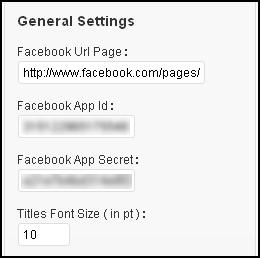 General Settings
Facebook Url Page :
http://www.facebook.com/pages/
Facebook App Id :
Facebook App Secret :
Titles Font Size ( in pt ) :
10